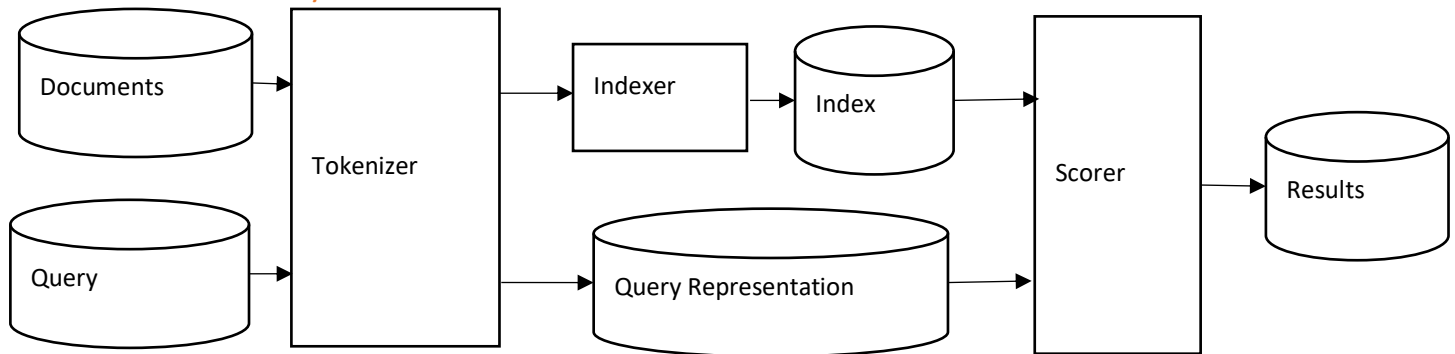 Documents
Tokenizer
Indexer
Index
Scorer
Results
Query
Query Representation